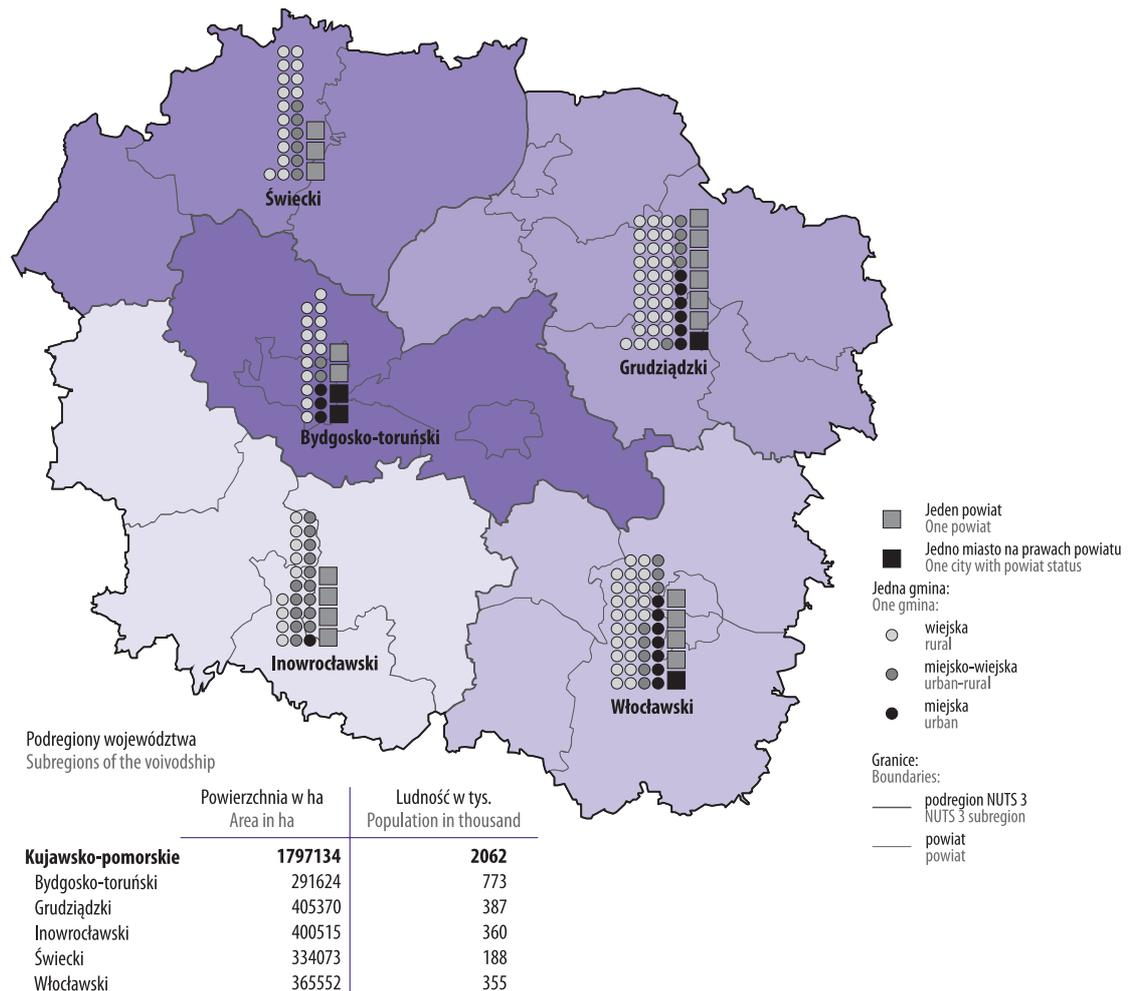 Świecki
Grudziądzki
Bydgosko-toruński
Inowrocławski
Włocławski
Jeden powiat
One powiat
Jedno miasto na prawach powiatu
One city with powiat status
Jedna gmina:
One gmina:
wiejska
rural
miejsko-wiejska
urban-rural
miejska
urban
Granice:
Boundaries:
podregion NUTS 3
NUTS 3 subregion
powiat
powiat
Podregiony województwa
Subregions of the voivodship
Powierzchnia w ha Ludność w tys.
Area in ha Population in thousand
Kujawsko-pomorskie 1797134 2062
Bydgosko-toruński 291624 773
Grudziądzki 405370 387
Inowrocławski 400515 360
Świecki 334073 188
Włocławski 365552 355